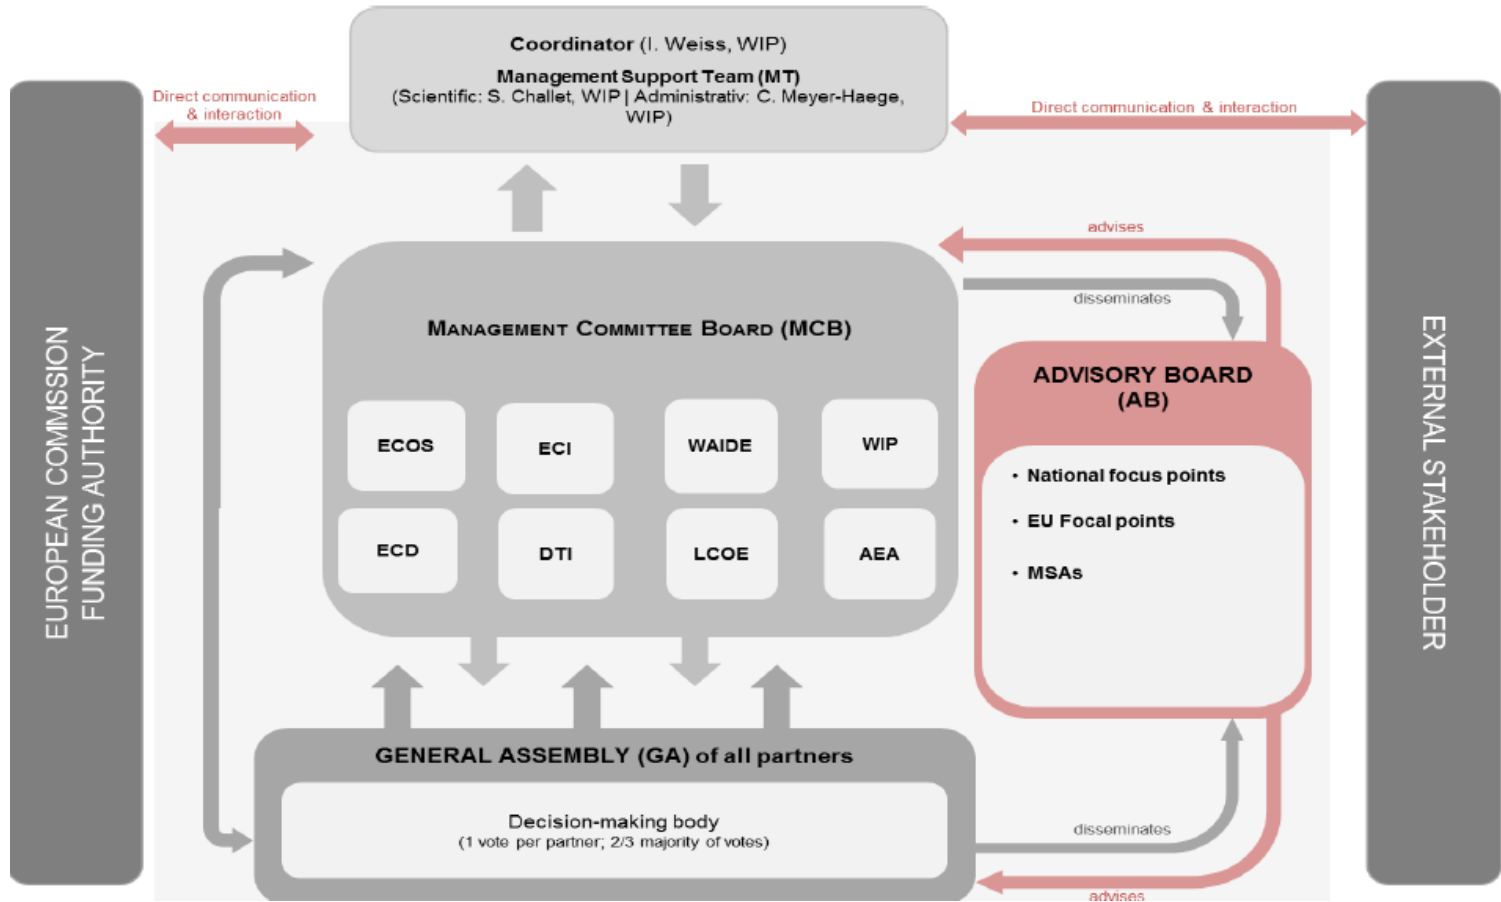 Coordinator (I. Weiss, WIP)
Management Support Team (MT)
(Scientific: S. Challet, WIP | Administrativ: C. Meyer-Haege,
WIP)
Direct communication
& interaction
Direct communication & interaction
EUROPEAN COMMSSION
FUNDING AUTHORITY
EXTERNAL STAKEHOLDER
advises
disseminates
MANAGEMENT COMMITTEE BOARD (MCB)
ECOS
ECI
WAIDE
WIP
ECD
DTI
LCOE
AEA
ADVISORY BOARD
(AB)
• National focus points
• EU Focal points
• MSAs
GENERAL ASSEMBLY (GA) of all partners
Decision-making body
(1 vote per partner; 2/3 majority of votes)
disseminates
advises